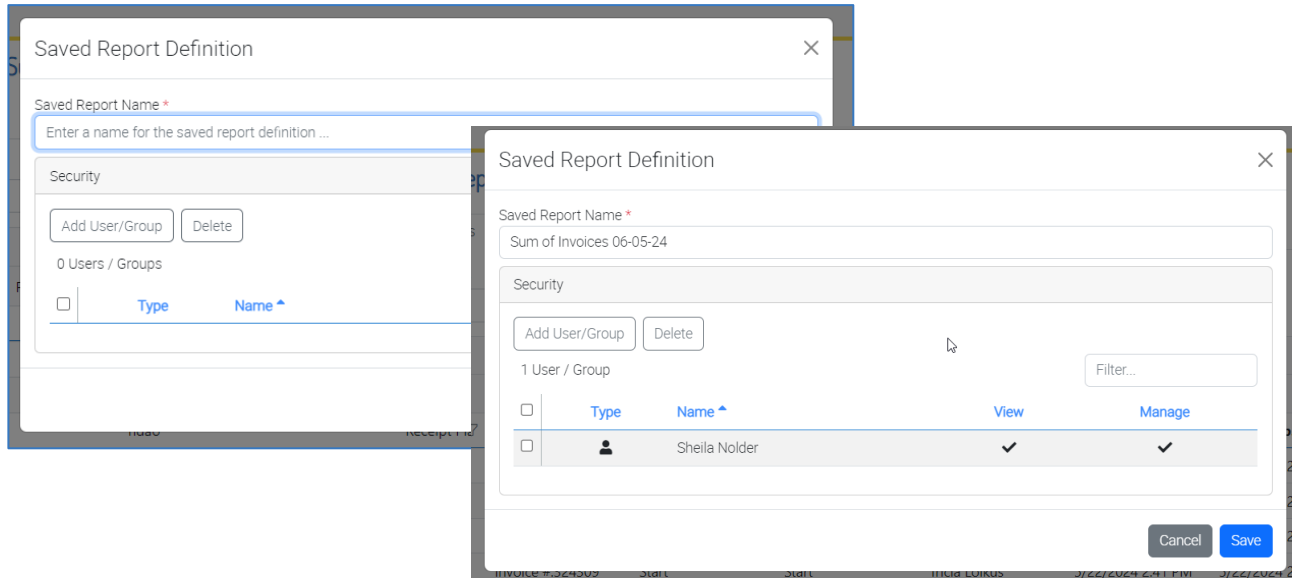 Saved Report Definition
Saved Report Name *
Enter a name for the saved report definition ...
Security
Add User/Group Delete
0 Users / Groups
Type Name
Saved Report Definition
Saved Report Name *
Sum of Invoices 06-05-24
Security
Add User/Group Delete
1 User / Group Filter...
Type Name View Manage
Sheila Nolder
Cancel Save